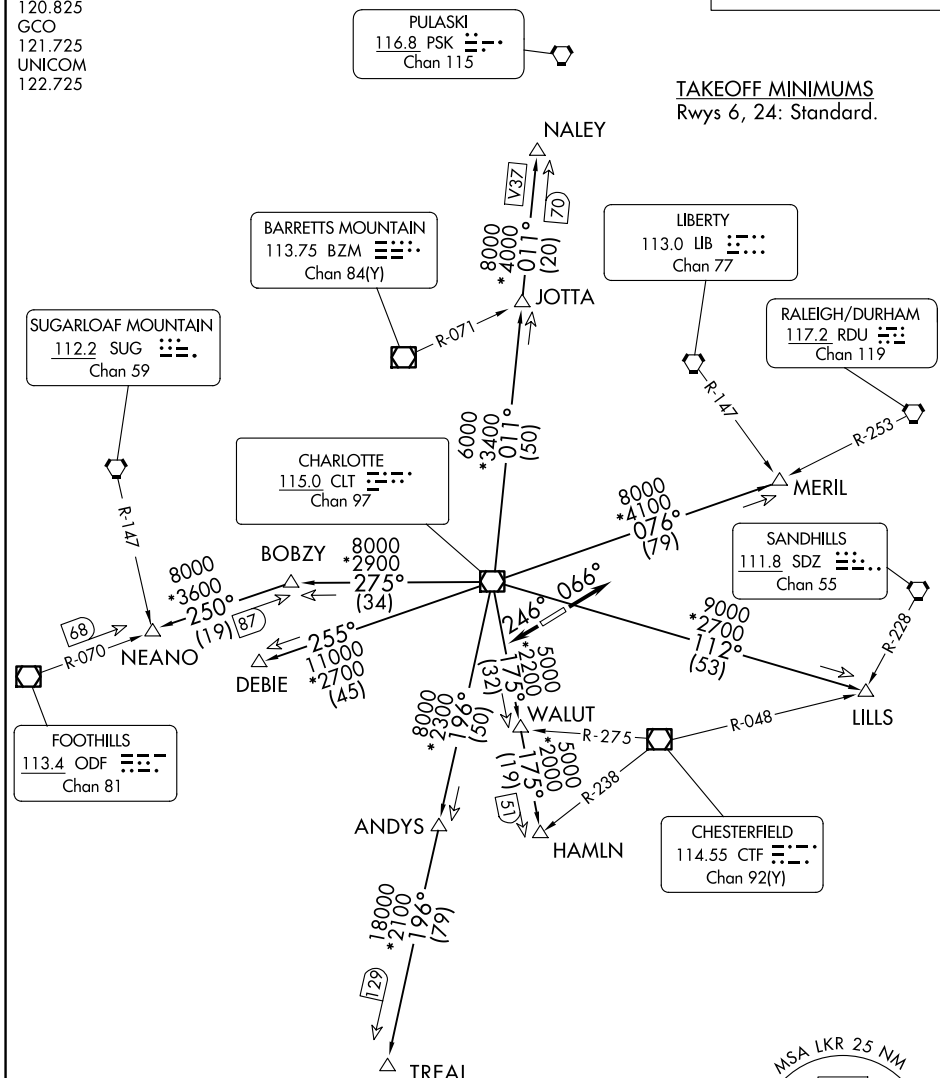 120.825
GCO
121.725
UNICOM
122.725
PULASKI
116.8 PSK
Chan 115
TAKEOFF MINIMUMS
Rwys 6, 24: Standard.
NALEY
V37
70
8000
*4000
011°
(20)
BARRETTS MOUNTAIN
113.75 BZM
Chan 84(Y)
LIBERTY
113.0 LIB
Chan 77
JOTTA
R-071
RALEIGH/DURHAM
117.2 RDU
Chan 119
SUGARLOAF MOUNTAIN
112.2 SUG
Chan 59
R-147
R-253
6000
*3400
011°
(50)
CHARLOTTE
115.0 CLT
Chan 97
MERIL
8000
*4100
076°
(79)
R-147
BOBZY
8000
*2900
275°
(34)
SANDHILLS
111.8 SDZ
Chan 55
8000
*3600
250°
(19)
87
68
R-070
NEANO
246°
066°
9000
*2700
112°
(53)
R-228
255°
11000
*2700
(45)
DEBIE
5000
*2200
175°
(32)
LILLS
8000
*2300
196°
(50)
WALUT
R-275
R-048
FOOTHILLS
113.4 ODF
Chan 81
5000
*2000
175°
(19)
51
R-238
ANDYS
HAMLN
CHESTERFIELD
114.55 CTF
Chan 92(Y)
18000
*2100
196°
(79)
129
MSA LKR 25 NM
TREAL